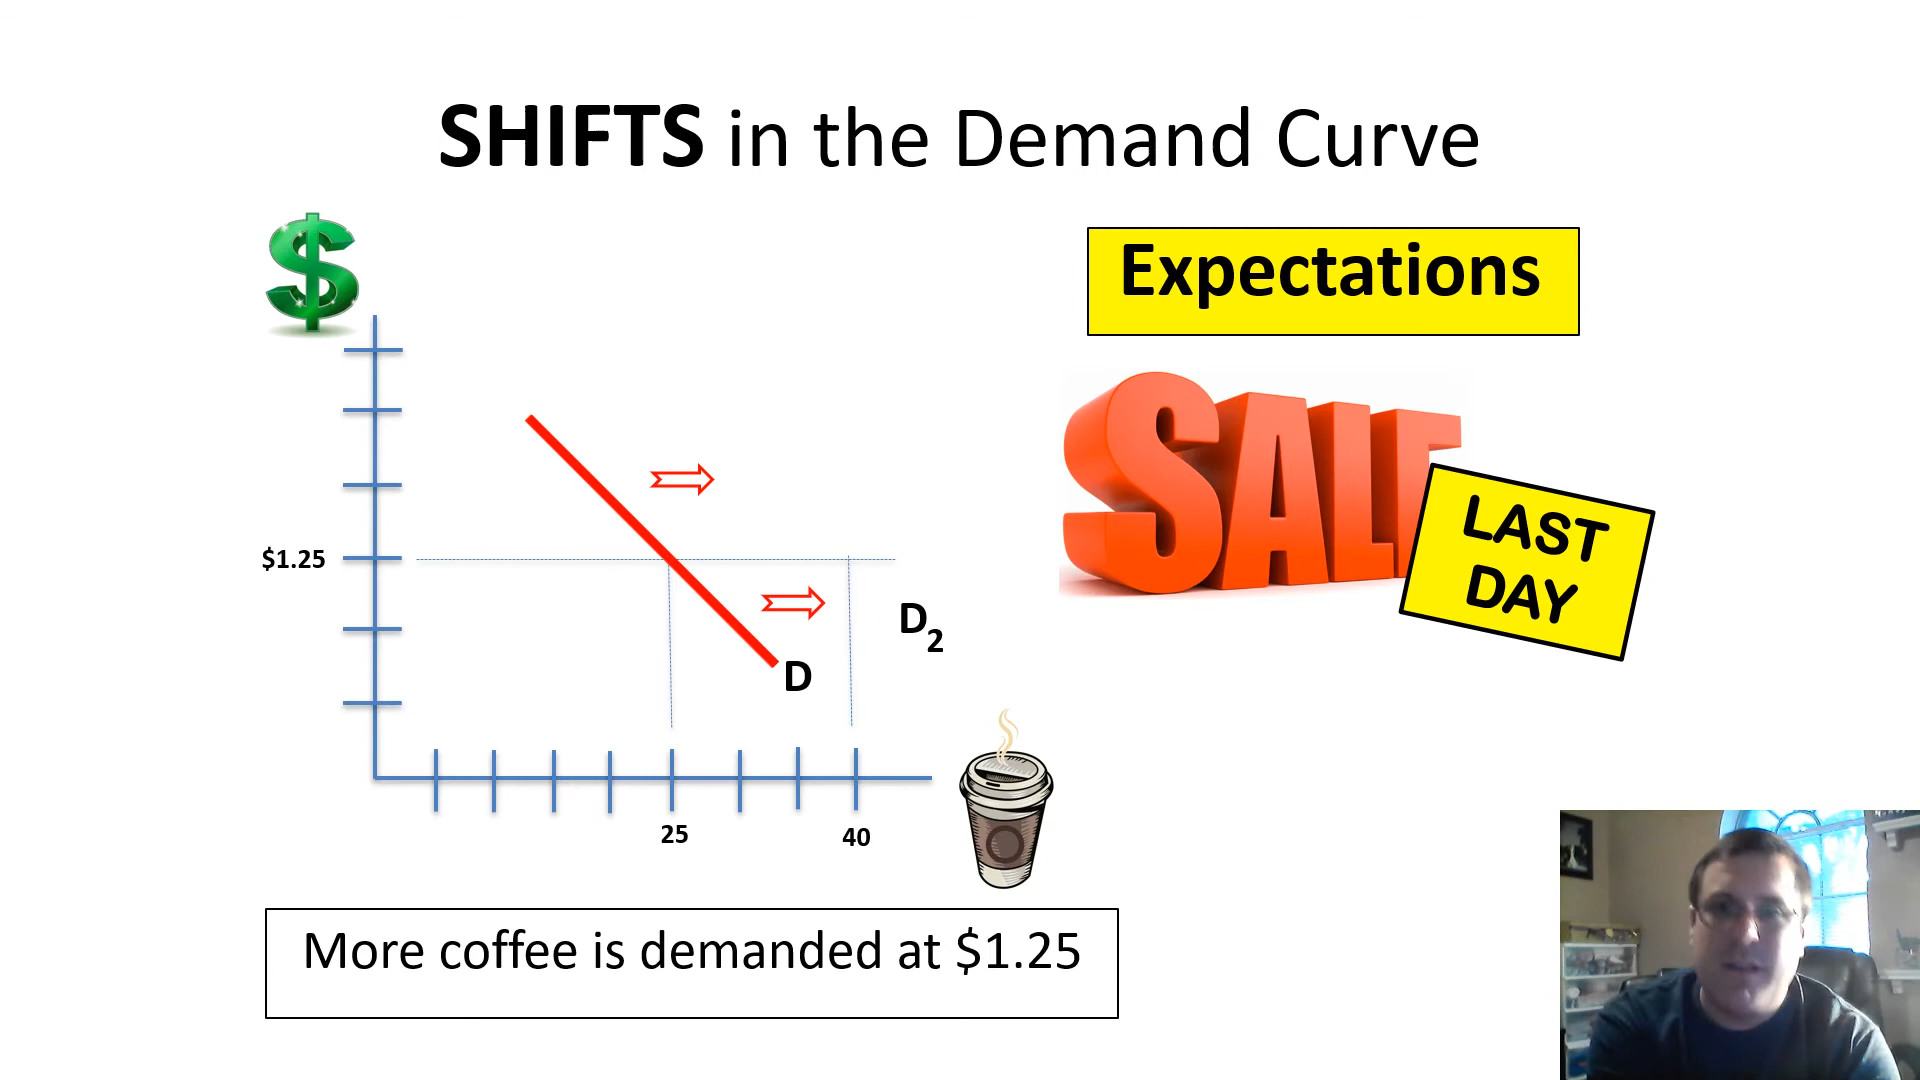 SHIFTS in the Demand Curve
$
Expectations
SALE
LAST
DAY
$1.25
D
D2
25
40
More coffee is demanded at $1.25